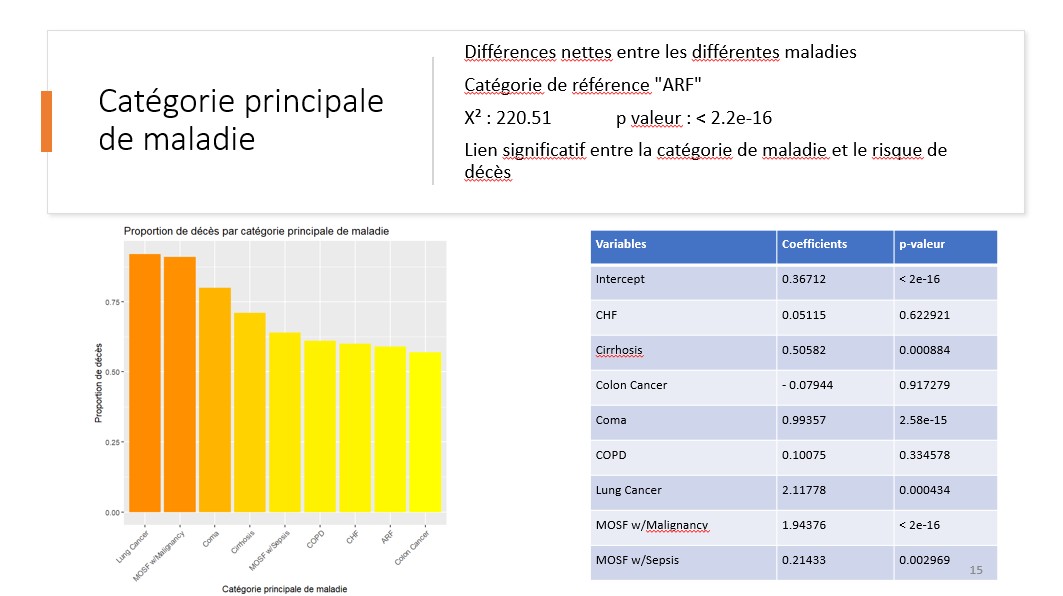 Catégorie principale
de maladie
Différences nettes entre les différentes maladies
Catégorie de référence "ARF"
X² : 220.51 p valeur : < 2.2e-16
Lien significatif entre la catégorie de maladie et le risque de
décès
Proportion de décès par catégorie principale de maladie
Proportion de décès
0.75
0.50
0.25
0.00
Lung Cancer
MOSF w/Malignancy
Coma
Cirrhosis
MOSF w/Sepsis
COPD
CHF
ARF
Colon Cancer
Catégorie principale de maladie
Variables Coefficients p-valeur
Intercept 0.36712 < 2e-16
CHF 0.05115 0.622921
Cirrhosis 0.50582 0.000884
Colon Cancer - 0.07944 0.917279
Coma 0.99357 2.58e-15
COPD 0.10075 0.334578
Lung Cancer 2.11778 0.000434
MOSF w/Malignancy 1.94376 < 2e-16
MOSF w/Sepsis 0.21433 0.002969
15